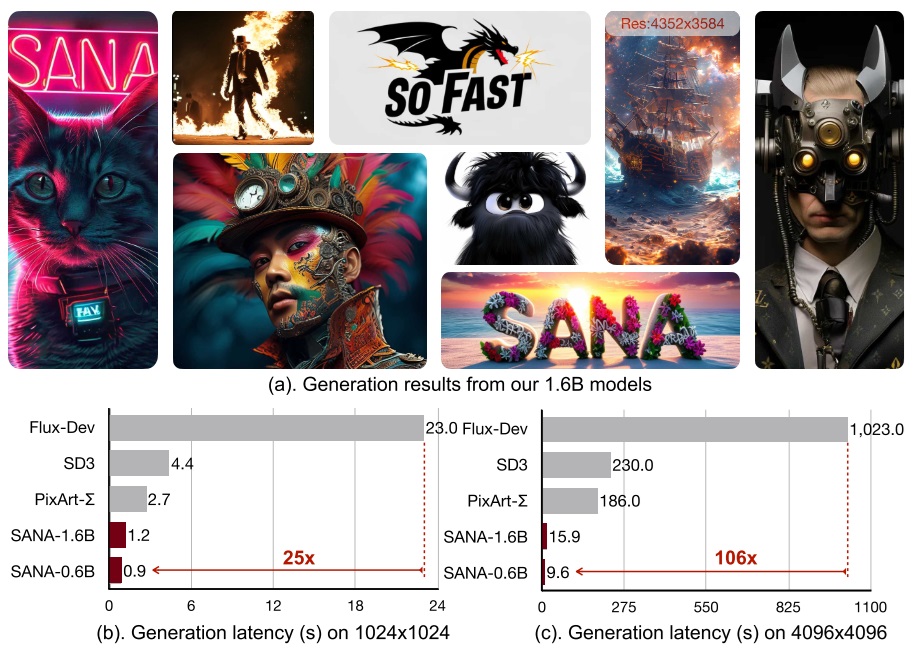 SANA
SO FAST
Res:4352x3584
SANA
(a). Generation results from our 1.6B models
Flux-Dev
23.0
SD3
4.4
PixArt-Σ
2.7
SANA-1.6B
1.2
SANA-0.6B
0.9
25x
0 6 12 18 24
(b). Generation latency (s) on 1024x1024
Flux-Dev
1,023.0
SD3
230.0
PixArt-Σ
186.0
SANA-1.6B
15.9
SANA-0.6B
9.6
106x
0 275 550 825 1100
(c). Generation latency (s) on 4096x4096